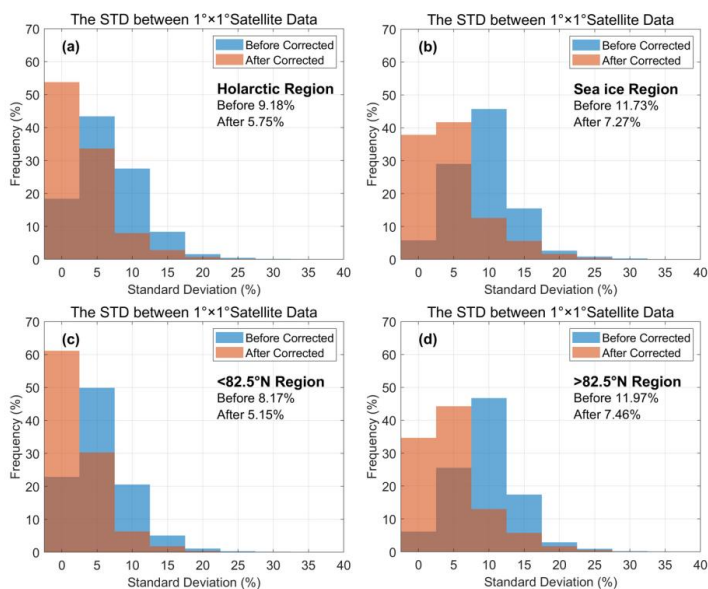 The STD between 1°×1°Satellite Data
(a)
Before Corrected
After Corrected
Holarctic Region
Before 9.18%
After 5.75%
Frequency (%)
70
60
50
40
30
20
10
0
0 5 10 15 20 25 30 35 40
Standard Deviation (%)
The STD between 1°×1°Satellite Data
(b)
Before Corrected
After Corrected
Sea ice Region
Before 11.73%
After 7.27%
Frequency (%)
70
60
50
40
30
20
10
0
0 5 10 15 20 25 30 35 40
Standard Deviation (%)
The STD between 1°×1°Satellite Data
(c)
Before Corrected
After Corrected
<82.5°N Region
Before 8.17%
After 5.15%
Frequency (%)
70
60
50
40
30
20
10
0
0 5 10 15 20 25 30 35 40
Standard Deviation (%)
The STD between 1°×1°Satellite Data
(d)
Before Corrected
After Corrected
>82.5°N Region
Before 11.97%
After 7.46%
Frequency (%)
70
60
50
40
30
20
10
0
0 5 10 15 20 25 30 35 40
Standard Deviation (%)